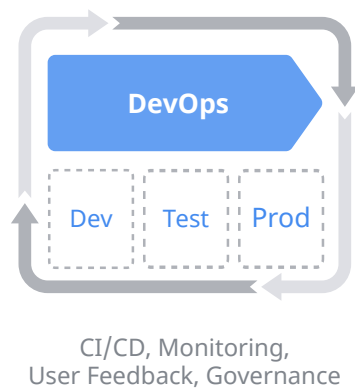 DevOps
Dev Test Prod
CI/CD, Monitoring,
User Feedback, Governance